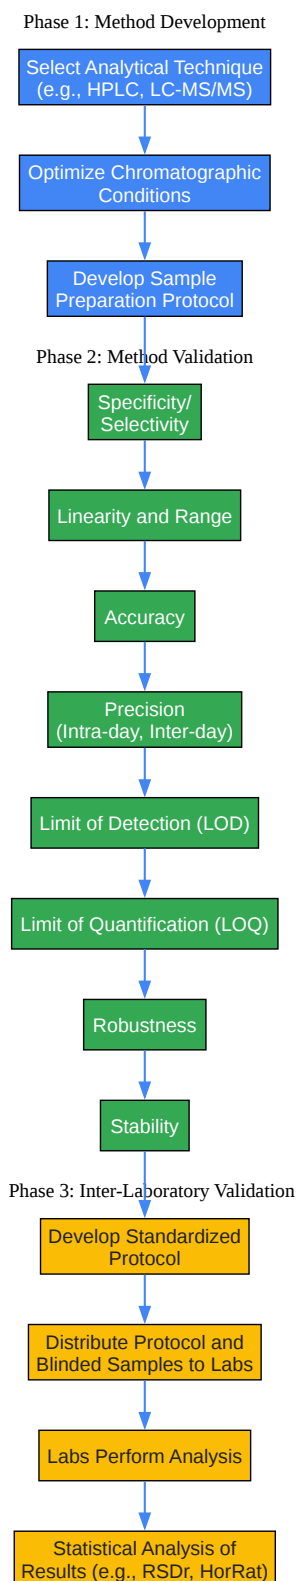 Phase 1: Method Development
Select Analytical Technique
(e.g., HPLC, LC-MS/MS)
Optimize Chromatographic
Conditions
Develop Sample
Preparation Protocol
Phase 2: Method Validation
Specificity/
Selectivity
Linearity and Range
Accuracy
Precision
(Intra-day, Inter-day)
Limit of Detection (LOD)
Limit of Quantification (LOQ)
Robustness
Stability
Phase 3: Inter-Laboratory Validation
Develop Standardized
Protocol
Distribute Protocol and
Blinded Samples to Labs
Labs Perform Analysis
Statistical Analysis of
Results (e.g., RSDr, HorRat)